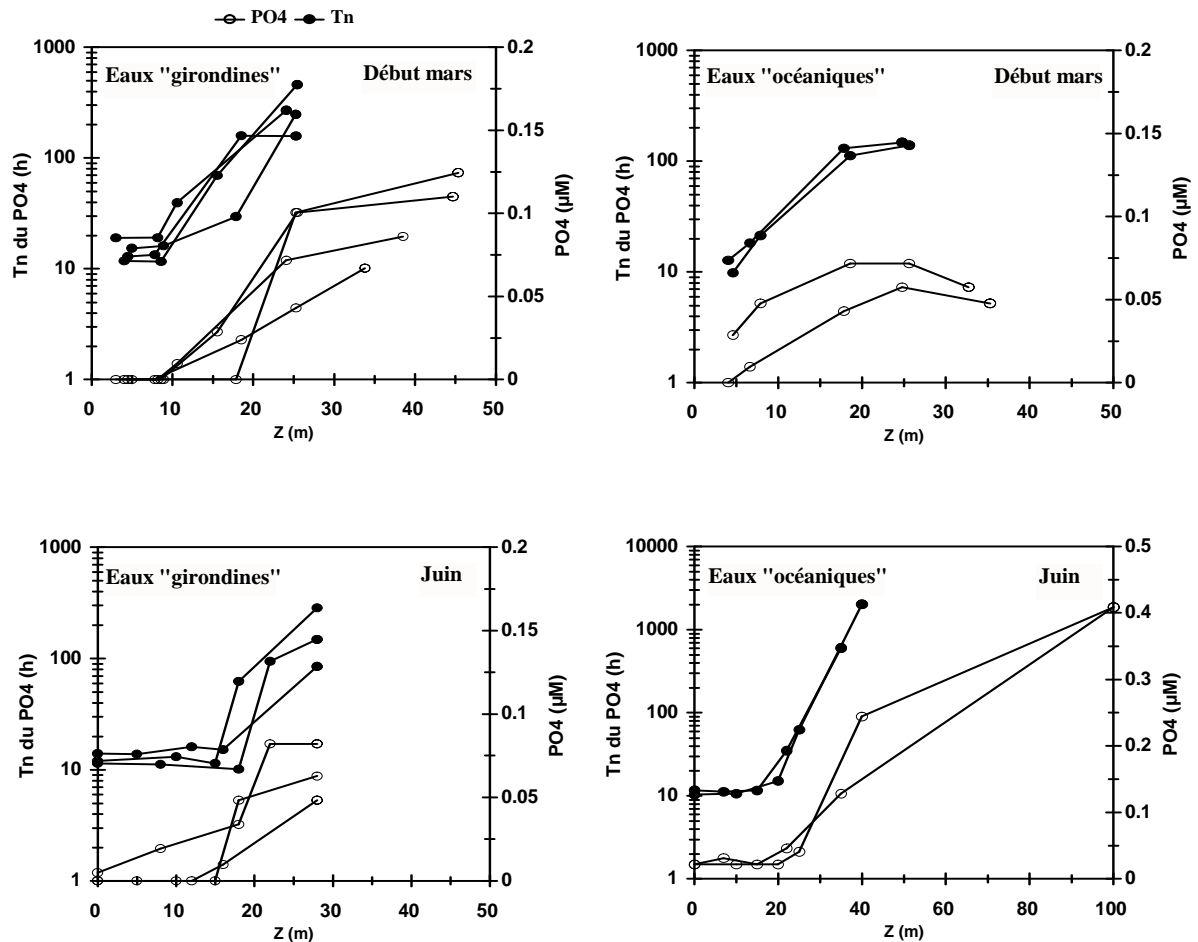 PO4 Tn
1000 0.2 1000 0.2
Eaux "girondines" Début mars Eaux "océaniques" Début mars
0.15 0.15
100 100
Tn du PO4 (h) 0.1 PO4 (µM) Tn du PO4 (h) 0.1 PO4 (µM)
10 10
0.05 0.05
1 0 1 0
0 10 20 30 40 50 0 10 20 30 40 50
Z (m) Z (m)
1000 0.2 10000 0.5
Eaux "girondines" Juin Eaux "océaniques" Juin
0.15 1000 0.4
100 0.3
Tn du PO4 (h) 0.1 PO4 (µM) Tn du PO4 (h) 100 PO4 (µM)
10 0.2
0.05 10 0.1
1 0 1 0
0 10 20 30 40 50 0 20 40 60 80 100
Z (m) Z (m)